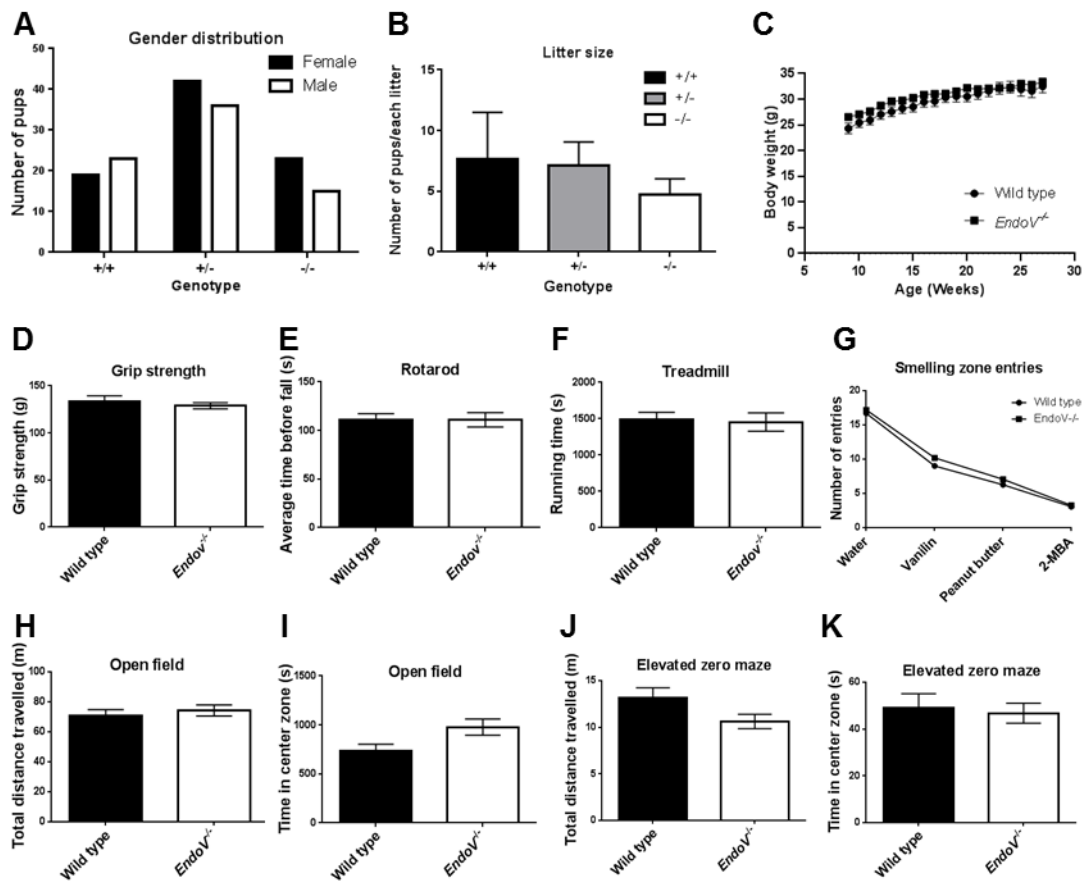 A
Gender distribution
Number of pups
50
40
30
20
10
0
Female
Male
+/+
+/-
-/-
Genotype
B
Litter size
Number of pups/each litter
15
10
5
0
+/+
+/-
-/-
+/+
+/-
-/-
Genotype
C
Body weight (g)
35
30
25
20
15
10
5
0
Wild type
EndoV-/-
5
10
15
20
25
30
Age (Weeks)
D
Grip strength
Grip strength (g)
150
100
50
0
Wild type
Endov-/-
E
Rotarod
Average time before fall (s)
150
100
50
0
Wild type
Endov-/-
F
Treadmill
Running time (s)
2000
1500
1000
500
0
Wild type
Endov-/-
G
Smelling zone entries
Number of entries
20
15
10
5
0
Wild type
EndoV-/-
Water
Vanilin
Peanut butter
2-MBA
H
Open field
Total distance travelled (m)
100
80
60
40
20
0
Wild type
EndoV-/-
I
Open field
Time in center zone (s)
1500
1000
500
0
Wild type
EndoV-/-
J
Elevated zero maze
Total distance travelled (m)
15
10
5
0
Wild type
EndoV-/-
K
Elevated zero maze
Time in center zone (s)
60
40
20
0
Wild type
EndoV-/-